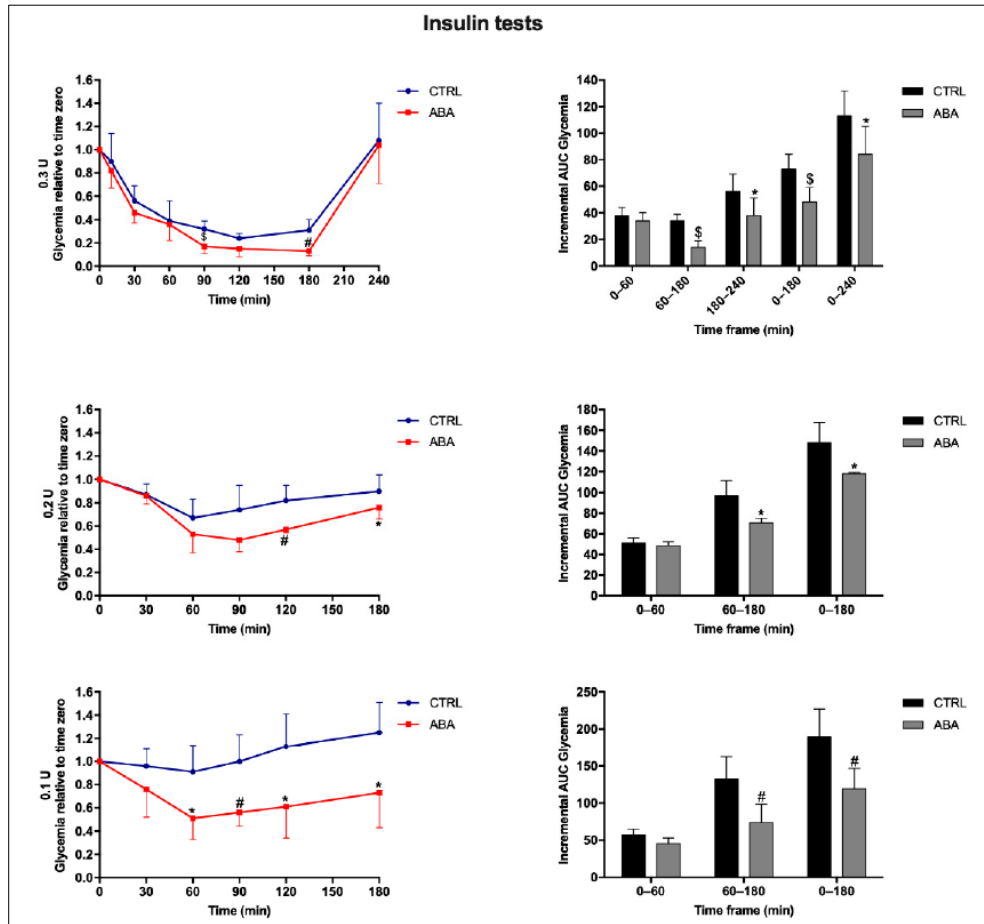 Insulin tests
0.3 U
Glycemia relative to time zero
1.6
1.4
1.2
1.0
0.8
0.6
0.4
0.2
0.0
$
#
0 30 60 90 120 150 180 210 240
Time (min)
CTRL
ABA
Incremental AUC Glycemia
140
120
100
80
60
40
20
0
$
*
$
*
0–60 60–180 180–240 0–180 0–240
Time frame (min)
CTRL
ABA
0.2 U
Glycemia relative to time zero
1.6
1.4
1.2
1.0
0.8
0.6
0.4
0.2
0.0
#
*
0 30 60 90 120 150 180
Time (min)
CTRL
ABA
Incremental AUC Glycemia
180
160
140
120
100
80
60
40
20
0
*
*
0–60 60–180 0–180
Time frame (min)
CTRL
ABA
0.1 U
Glycemia relative to time zero
1.6
1.4
1.2
1.0
0.8
0.6
0.4
0.2
0.0
* # * *
0 30 60 90 120 150 180
Time (min)
CTRL
ABA
Incremental AUC Glycemia
250
200
150
100
50
0
#
#
0–60 60–180 0–180
Time frame (min)
CTRL
ABA